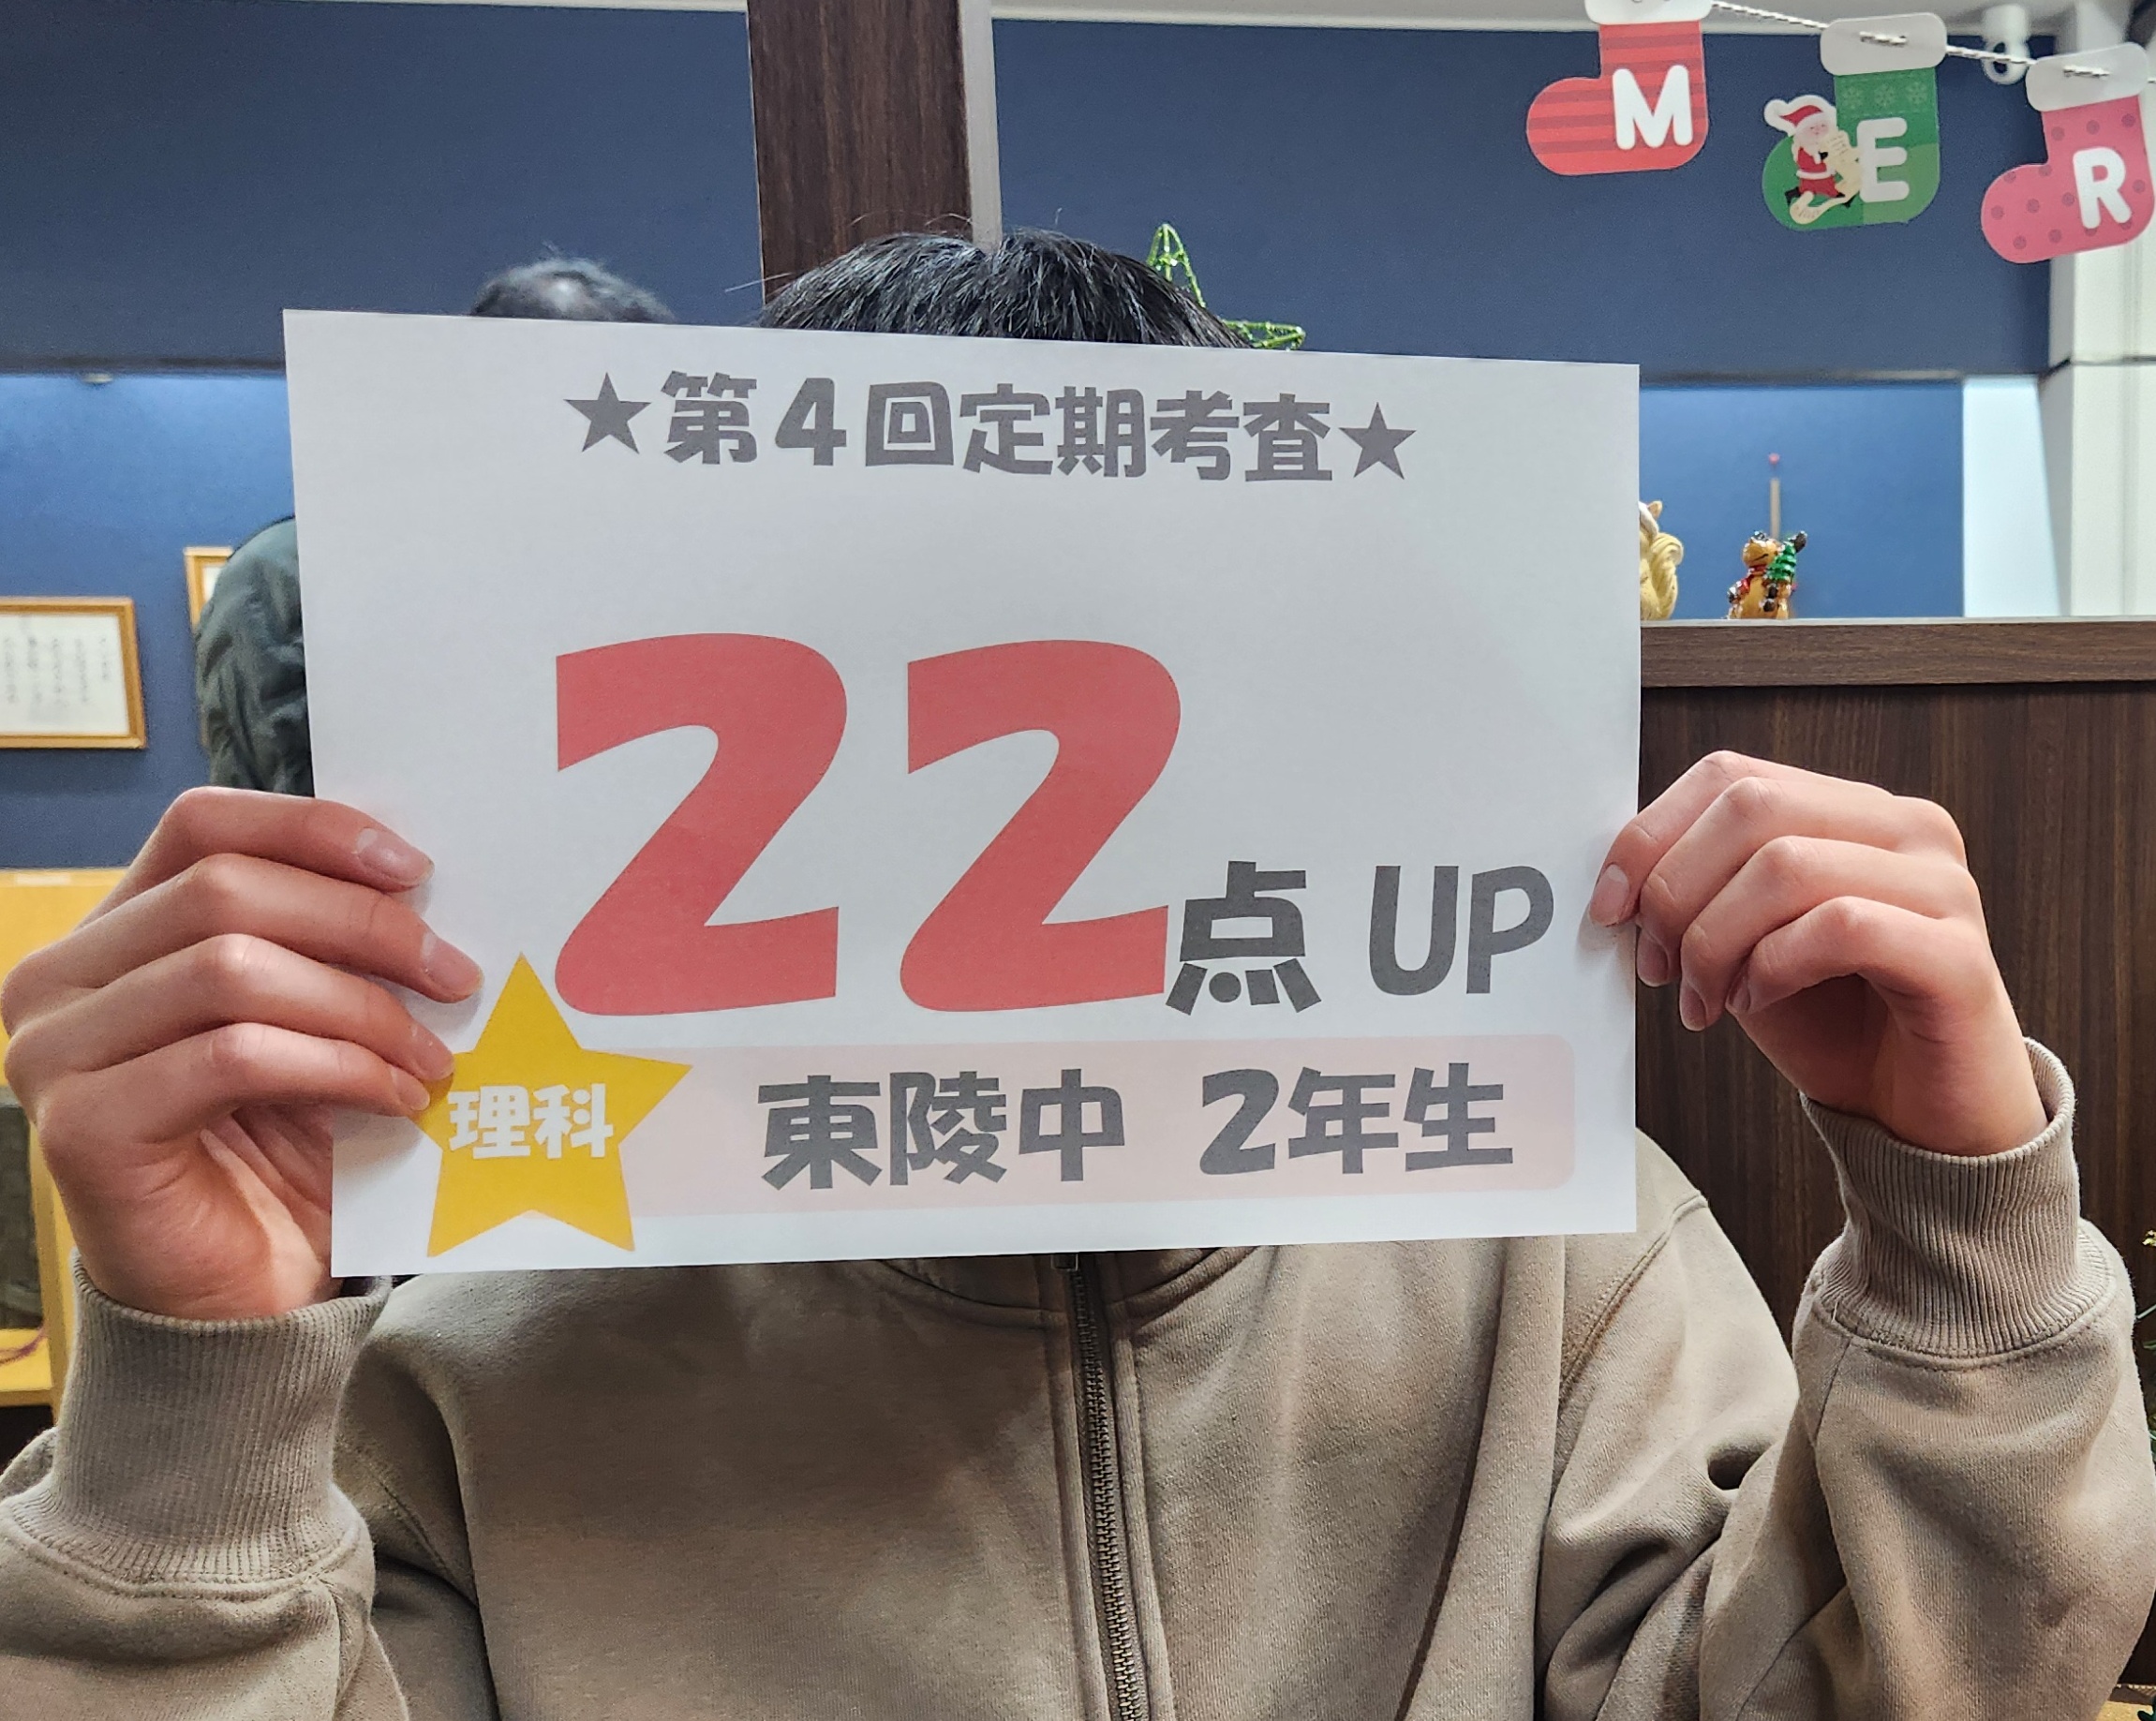 M
E
R
★第4回定期考査★
22点 UP
理科
東陵中 2年生